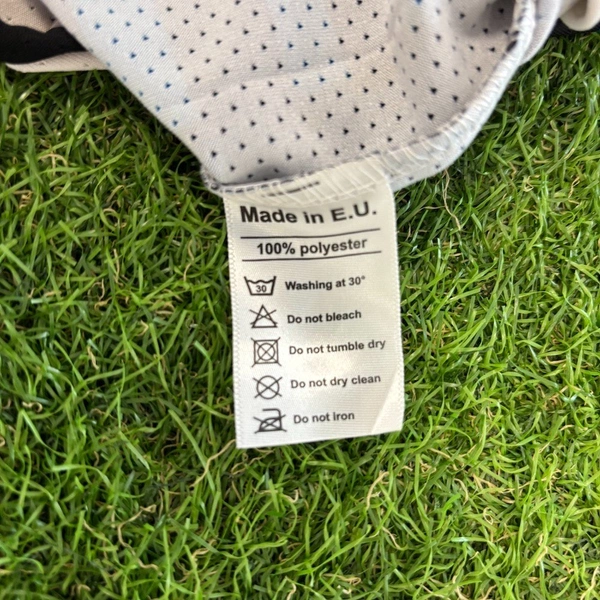 Made in E.U.
100% polyester
30 Washing at 30°
Do not bleach
Do not tumble dry
Do not dry clean
Do not iron